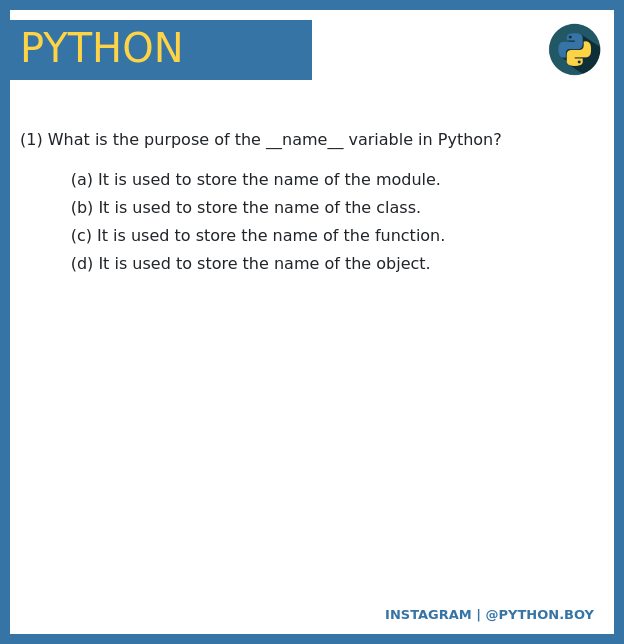 PYTHON
(1) What is the purpose of the __name__ variable in Python?
(a) It is used to store the name of the module.
(b) It is used to store the name of the class.
(c) It is used to store the name of the function.
(d) It is used to store the name of the object.
INSTAGRAM | @PYTHON.BOY